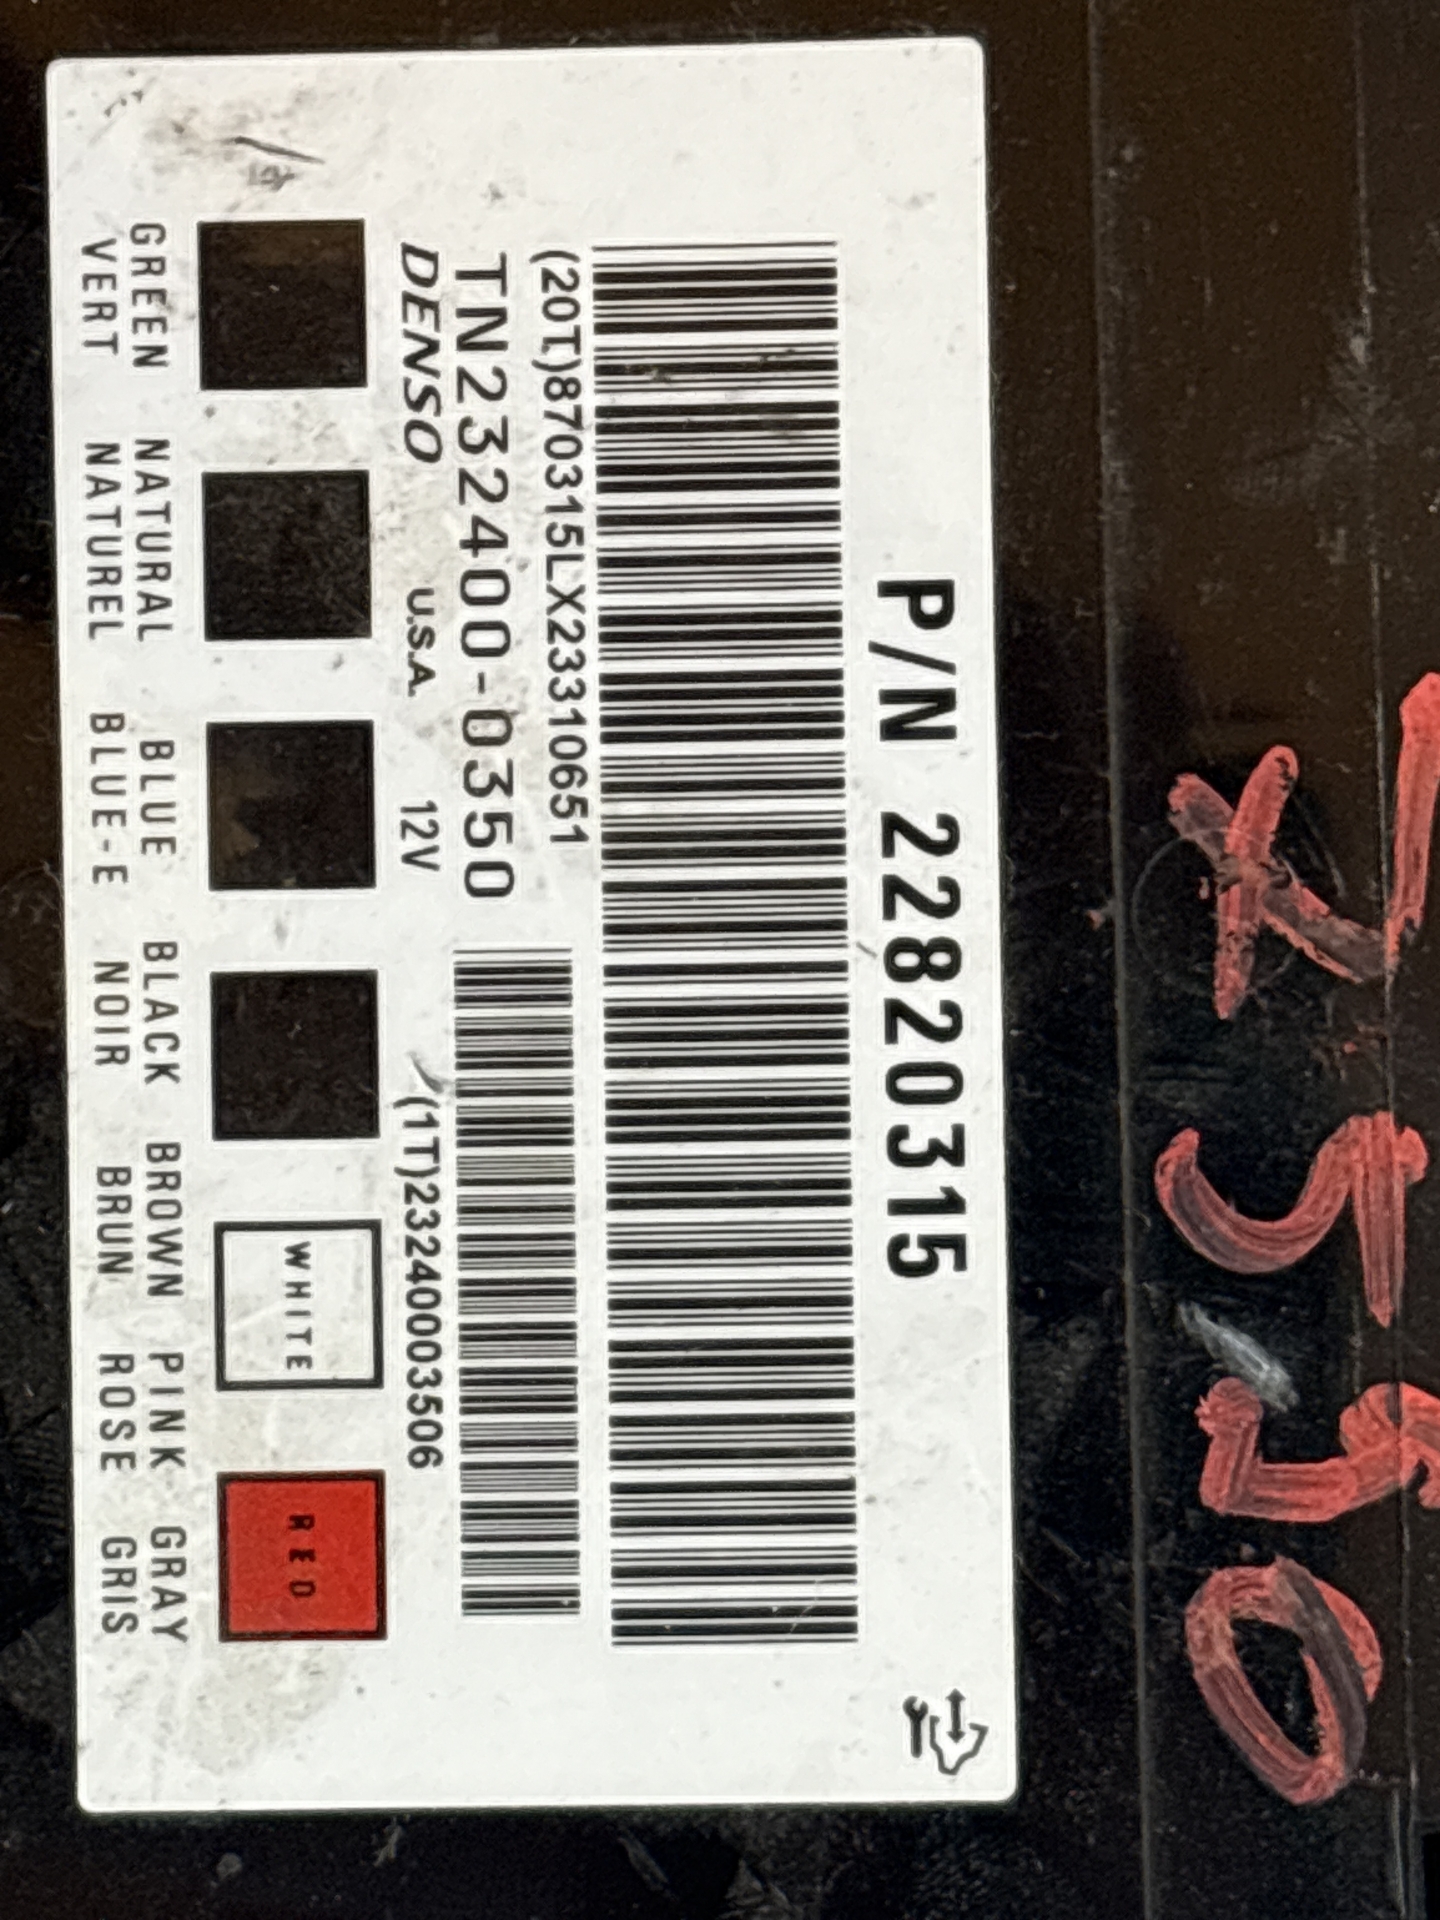 P/N 22820315
(20T)870315LX23310651
TN232400-0350
DENSO U.S.A. 12V
(1T)23240003506
WHITE
RED
GREEN NATURAL BLUE BLACK BROWN PINK GRAY
VERT NATUREL BLUE-E NOIR BRUN ROSE GRIS